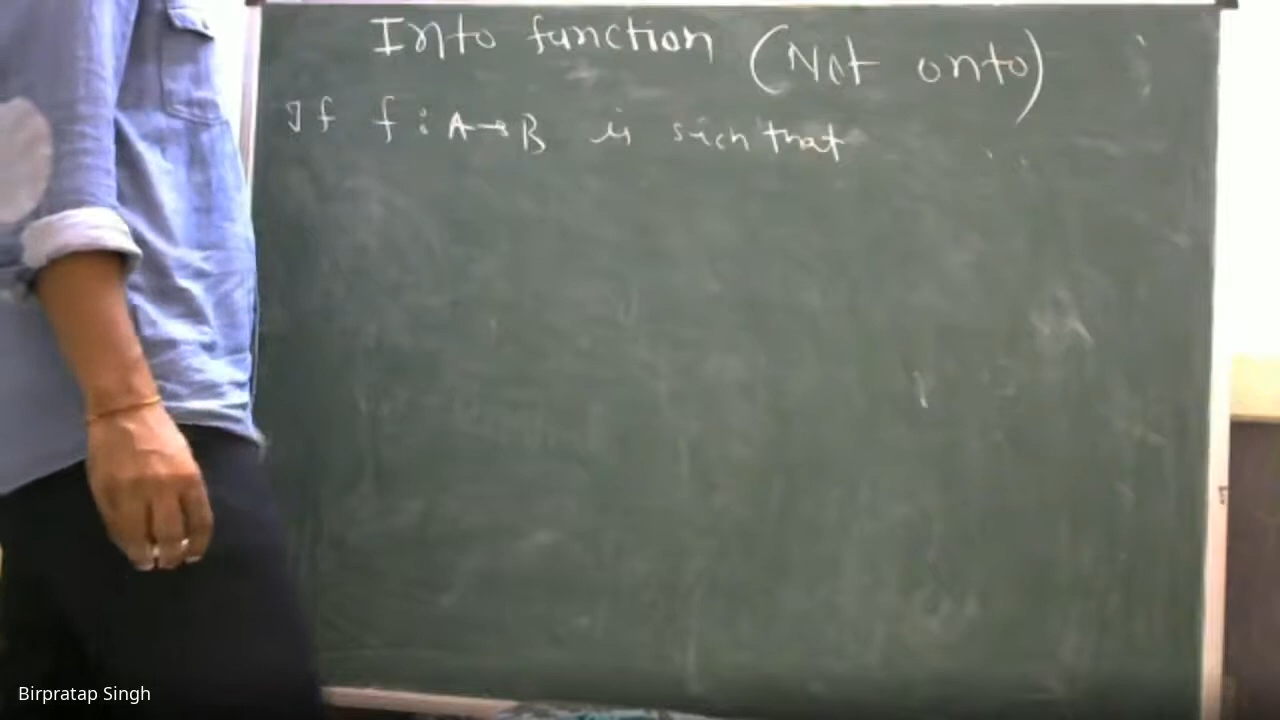 Into function (Not onto)
If f : A → B is such that
Birpratap Singh